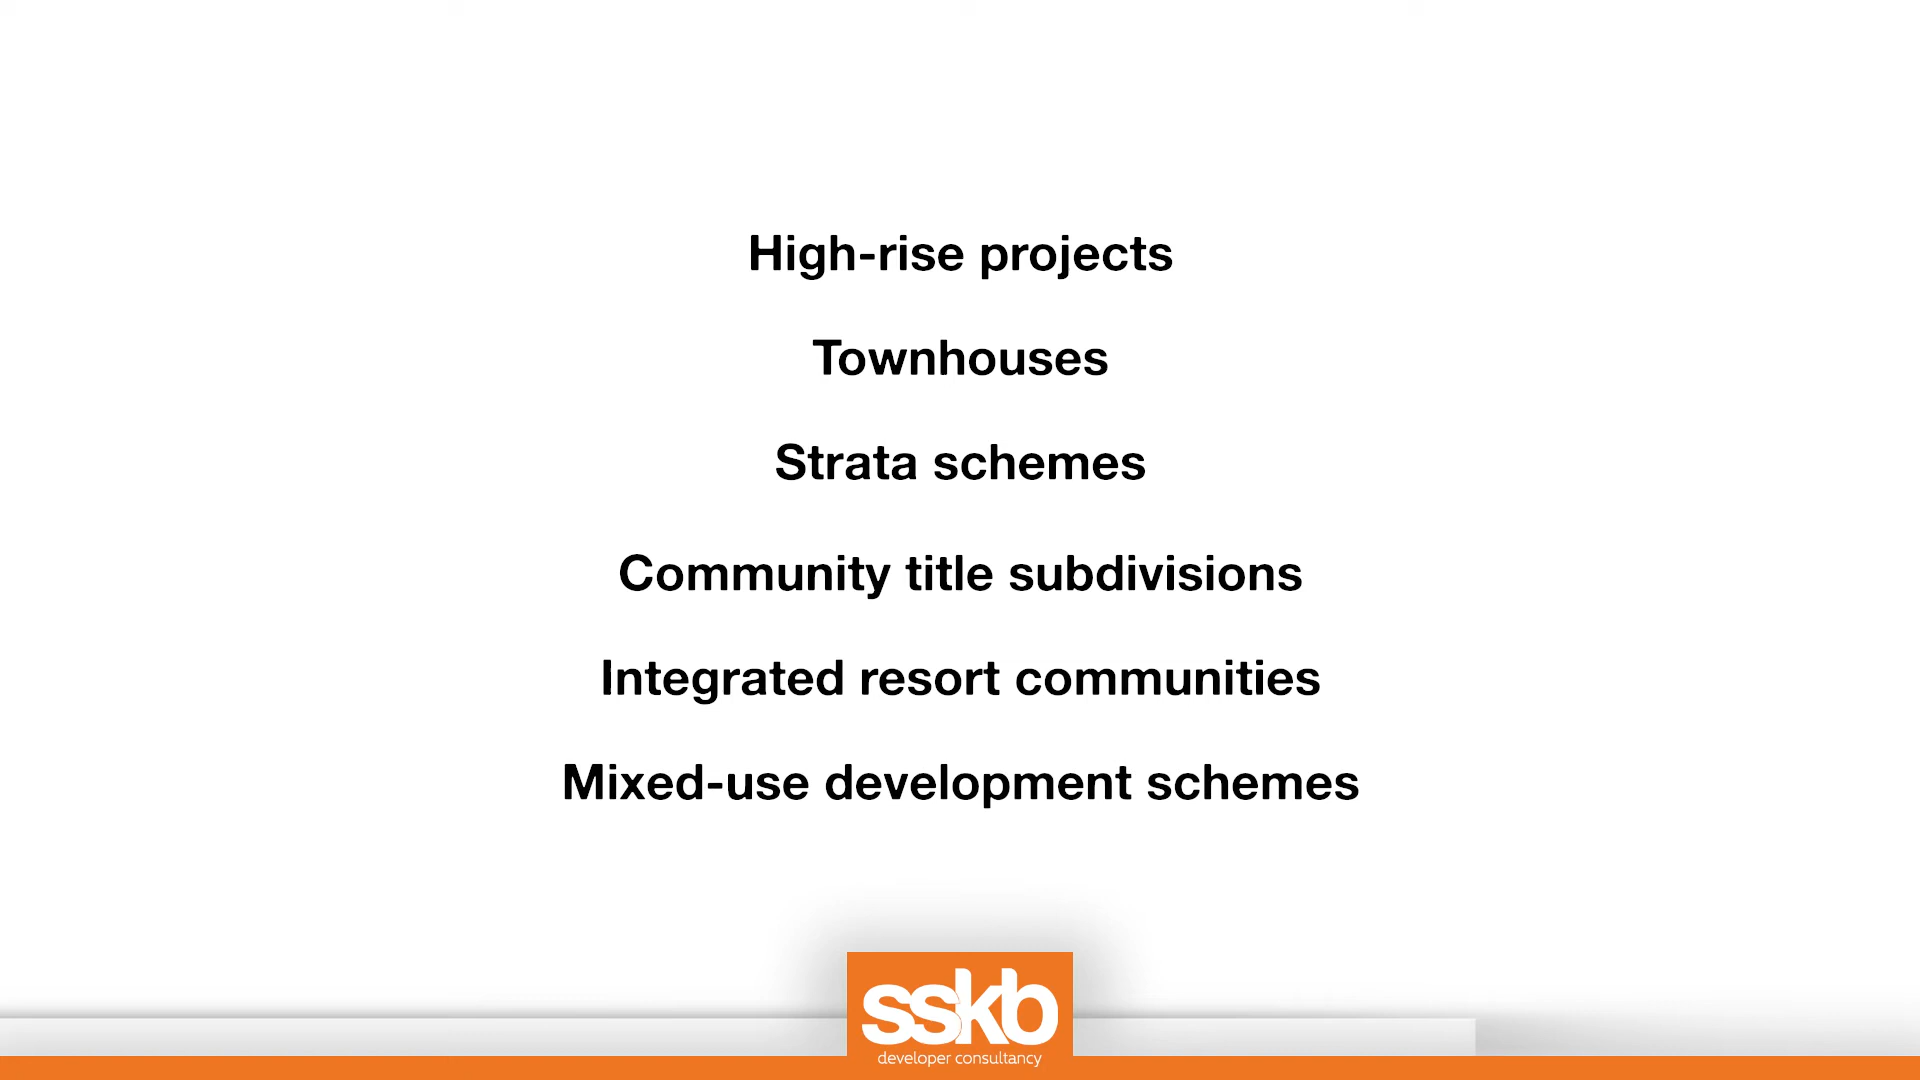 High-rise projects
Townhouses
Strata schemes
Community title subdivisions
Integrated resort communities
Mixed-use development schemes
sskb
developer consultancy